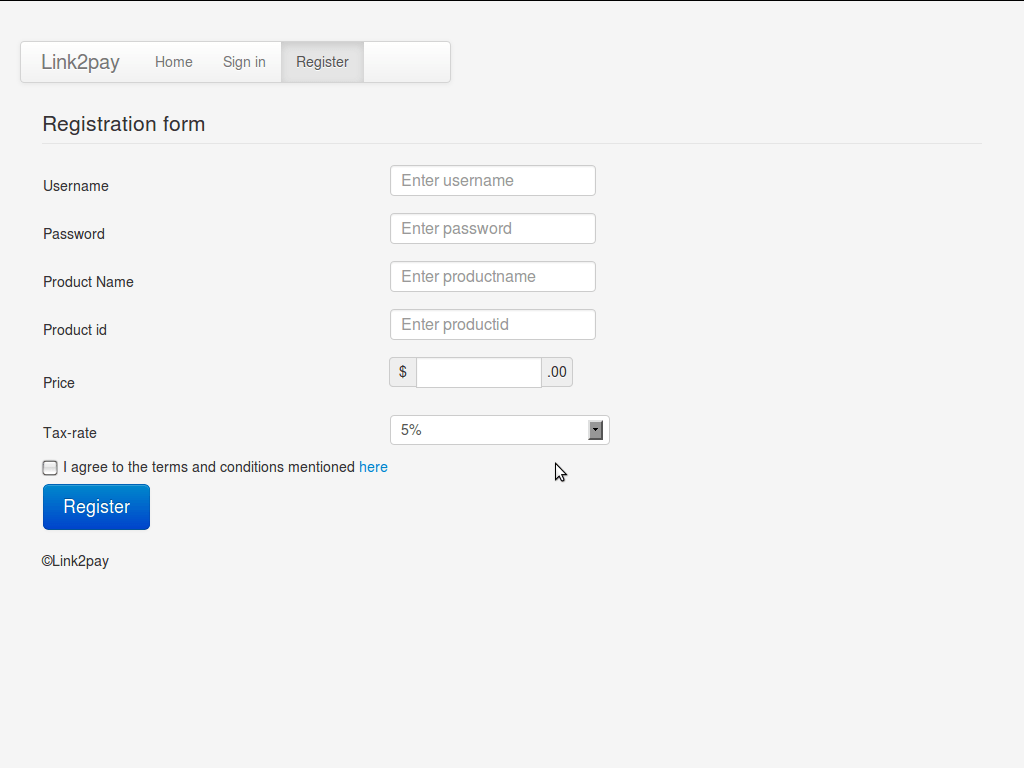 Link2pay Home Sign in Register
Registration form
Username Enter username
Password Enter password
Product Name Enter productname
Product id Enter productid
Price $ .00
Tax-rate 5%
I agree to the terms and conditions mentioned here
Register
©Link2pay